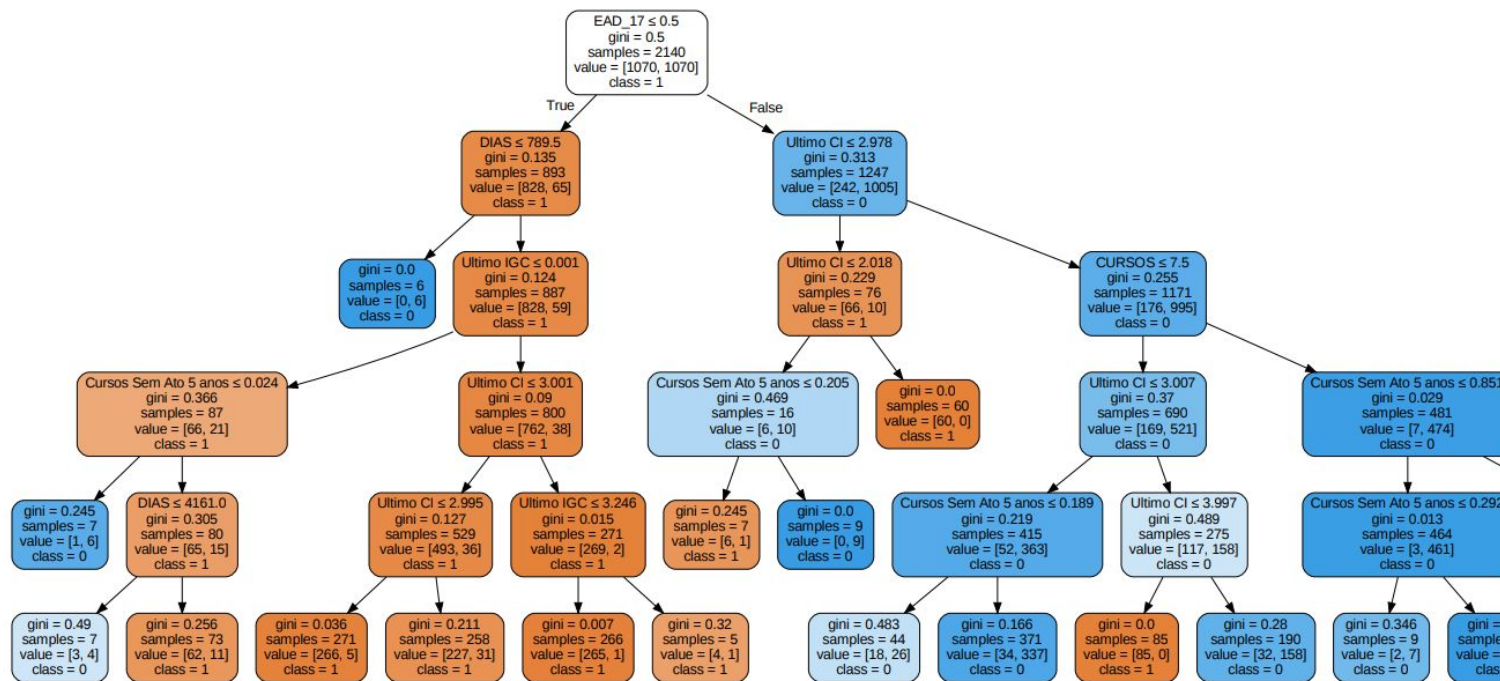 EAD_17 ≤ 0.5
gini = 0.5
samples = 2140
value = [1070, 1070]
class = 1
True
False
DIAS ≤ 789.5
gini = 0.135
samples = 893
value = [828, 65]
class = 1
Ultimo CI ≤ 2.978
gini = 0.313
samples = 1247
value = [242, 1005]
class = 0
gini = 0.0
samples = 6
value = [0, 6]
class = 0
Ultimo IGC ≤ 0.001
gini = 0.124
samples = 887
value = [828, 59]
class = 1
Ultimo CI ≤ 2.018
gini = 0.229
samples = 76
value = [66, 10]
class = 1
CURSOS ≤ 7.5
gini = 0.255
samples = 1171
value = [176, 995]
class = 0
Cursos Sem Ato 5 anos ≤ 0.024
gini = 0.366
samples = 87
value = [66, 21]
class = 1
Ultimo CI ≤ 3.001
gini = 0.09
samples = 800
value = [762, 38]
class = 1
Cursos Sem Ato 5 anos ≤ 0.205
gini = 0.469
samples = 16
value = [6, 10]
class = 0
gini = 0.0
samples = 60
value = [60, 0]
class = 1
Ultimo CI ≤ 3.007
gini = 0.37
samples = 690
value = [169, 521]
class = 0
Cursos Sem Ato 5 anos ≤ 0.851
gini = 0.029
samples = 481
value = [7, 474]
class = 0
gini = 0.245
samples = 7
value = [1, 6]
class = 0
DIAS ≤ 4161.0
gini = 0.305
samples = 80
value = [65, 15]
class = 1
Ultimo CI ≤ 2.995
gini = 0.127
samples = 529
value = [493, 36]
class = 1
Ultimo IGC ≤ 3.246
gini = 0.015
samples = 271
value = [269, 2]
class = 1
gini = 0.245
samples = 7
value = [6, 1]
class = 1
gini = 0.0
samples = 9
value = [0, 9]
class = 0
Cursos Sem Ato 5 anos ≤ 0.189
gini = 0.219
samples = 415
value = [52, 363]
class = 0
Ultimo CI ≤ 3.997
gini = 0.489
samples = 275
value = [117, 158]
class = 0
Cursos Sem Ato 5 anos ≤ 0.292
gini = 0.013
samples = 464
value = [3, 461]
class = 0
gini = 0.49
samples = 7
value = [3, 4]
class = 0
gini = 0.256
samples = 73
value = [62, 11]
class = 1
gini = 0.036
samples = 271
value = [266, 5]
class = 1
gini = 0.211
samples = 258
value = [227, 31]
class = 1
gini = 0.007
samples = 266
value = [265, 1]
class = 1
gini = 0.32
samples = 5
value = [4, 1]
class = 1
gini = 0.483
samples = 44
value = [18, 26]
class = 0
gini = 0.166
samples = 371
value = [34, 337]
class = 0
gini = 0.0
samples = 85
value = [85, 0]
class = 1
gini = 0.28
samples = 190
value = [32, 158]
class = 0
gini = 0.346
samples = 9
value = [2, 7]
class = 0
gini =
value =